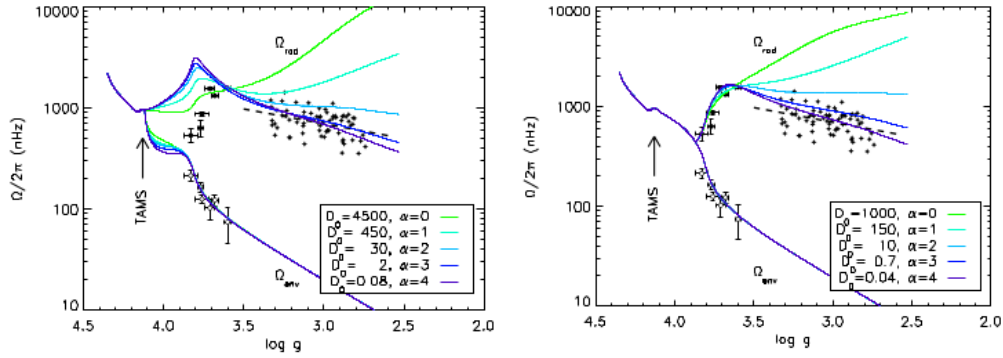 10000
1000
100
10
Ω/2π (nHz)
Ω_rad
TAMS
Ω_env
D_0=4500, α=0
D_0= 450, α=1
D_0= 30, α=2
D_0= 2, α=3
D_0=0.08, α=4
4.5 4.0 3.5 3.0 2.5 2.0
log g
10000
1000
100
10
Ω/2π (nHz)
Ω_rad
TAMS
Ω_env
D_0=1000, α=0
D_0= 150, α=1
D_0= 10, α=2
D_0= 0.7, α=3
D_0=0.04, α=4
4.5 4.0 3.5 3.0 2.5 2.0
log g